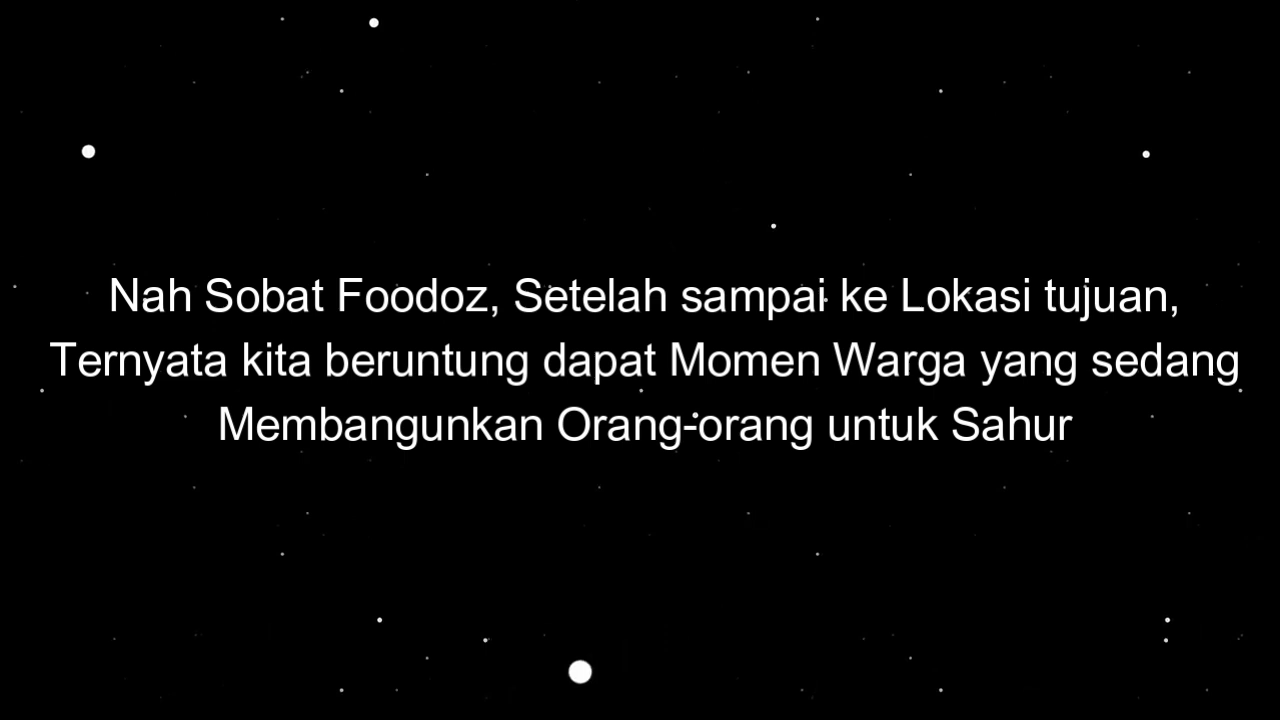 Nah Sobat Foodoz, Setelah sampai ke Lokasi tujuan,
Ternyata kita beruntung dapat Momen Warga yang sedang
Membangunkan Orang-orang untuk Sahur